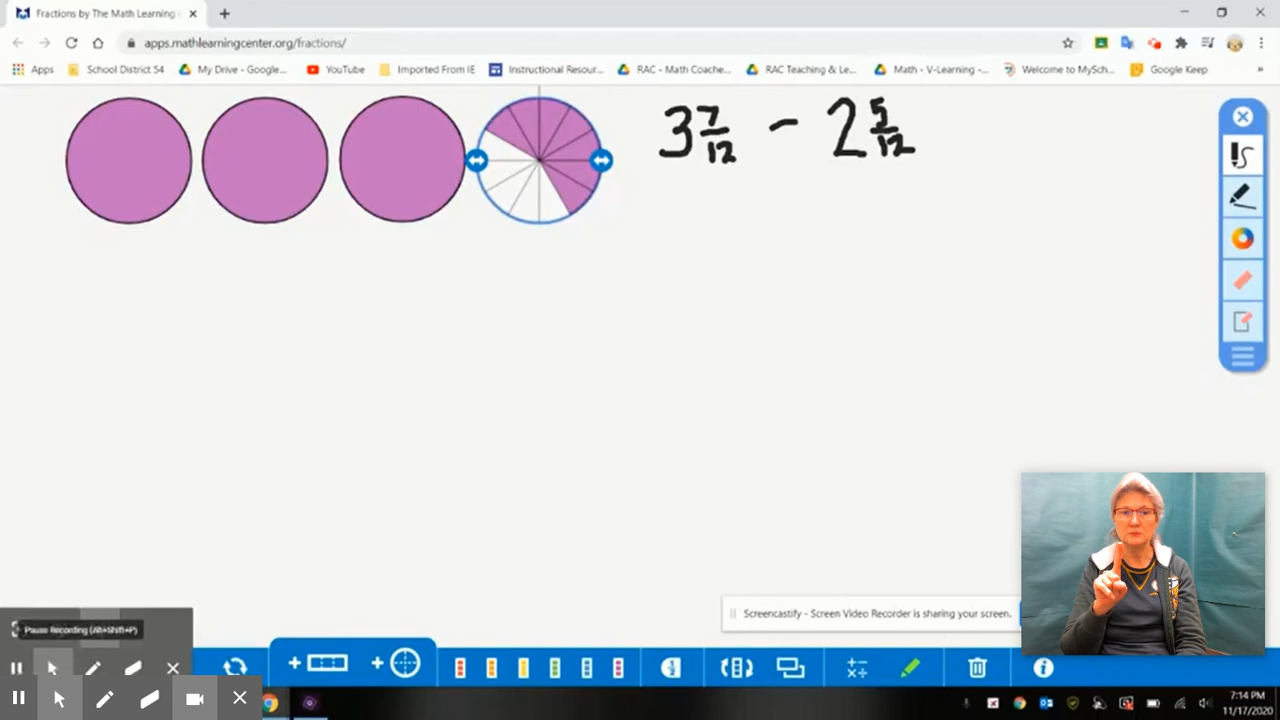 Fractions by The Math Learning
apps.mathlearningcenter.org/fractions/
Apps School District 54 My Drive - Google... YouTube Imported From IE Instructional Resour... RAC - Math Coache... RAC Teaching & Le... Math - V-Learning -... Welcome to MySch... Google Keep »
3 7/12 - 2 5/12
Screencastify - Screen Video Recorder is sharing your screen.
Pause Recording (Alt+Shift+P)
7:14 PM
11/17/2020